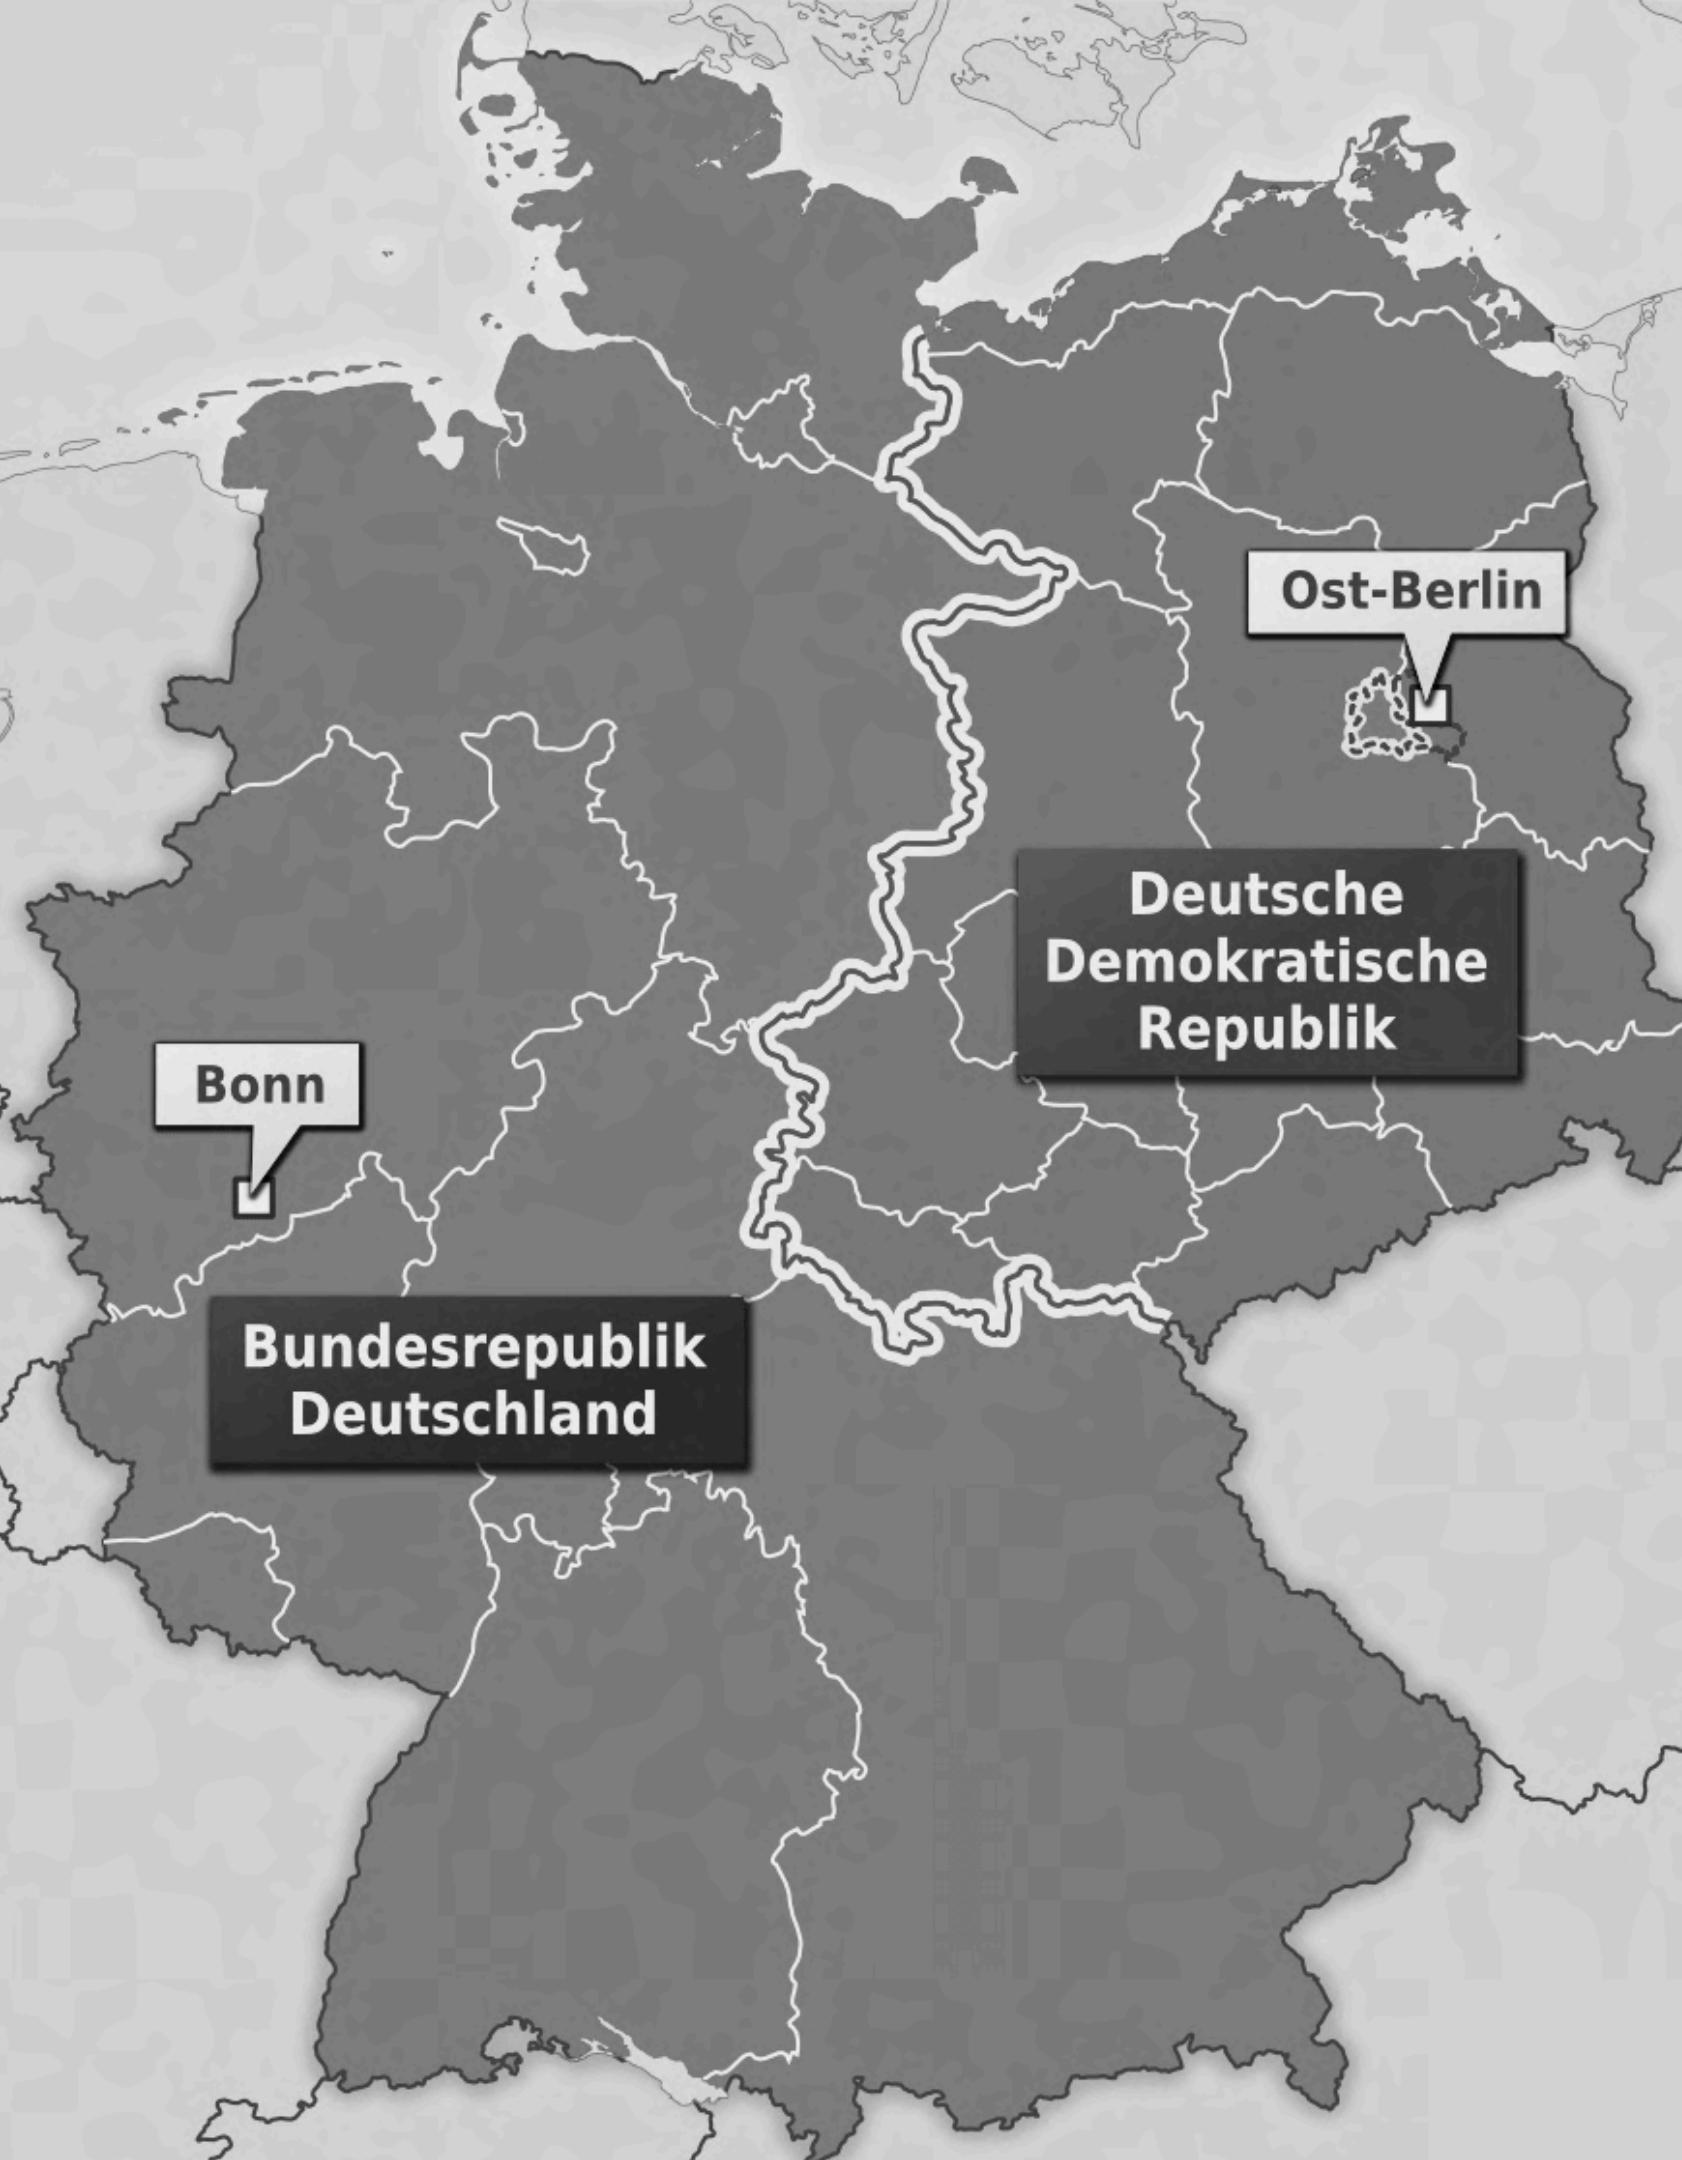 Ost-Berlin
Deutsche
Demokratische
Republik
Bonn
Bundesrepublik
Deutschland